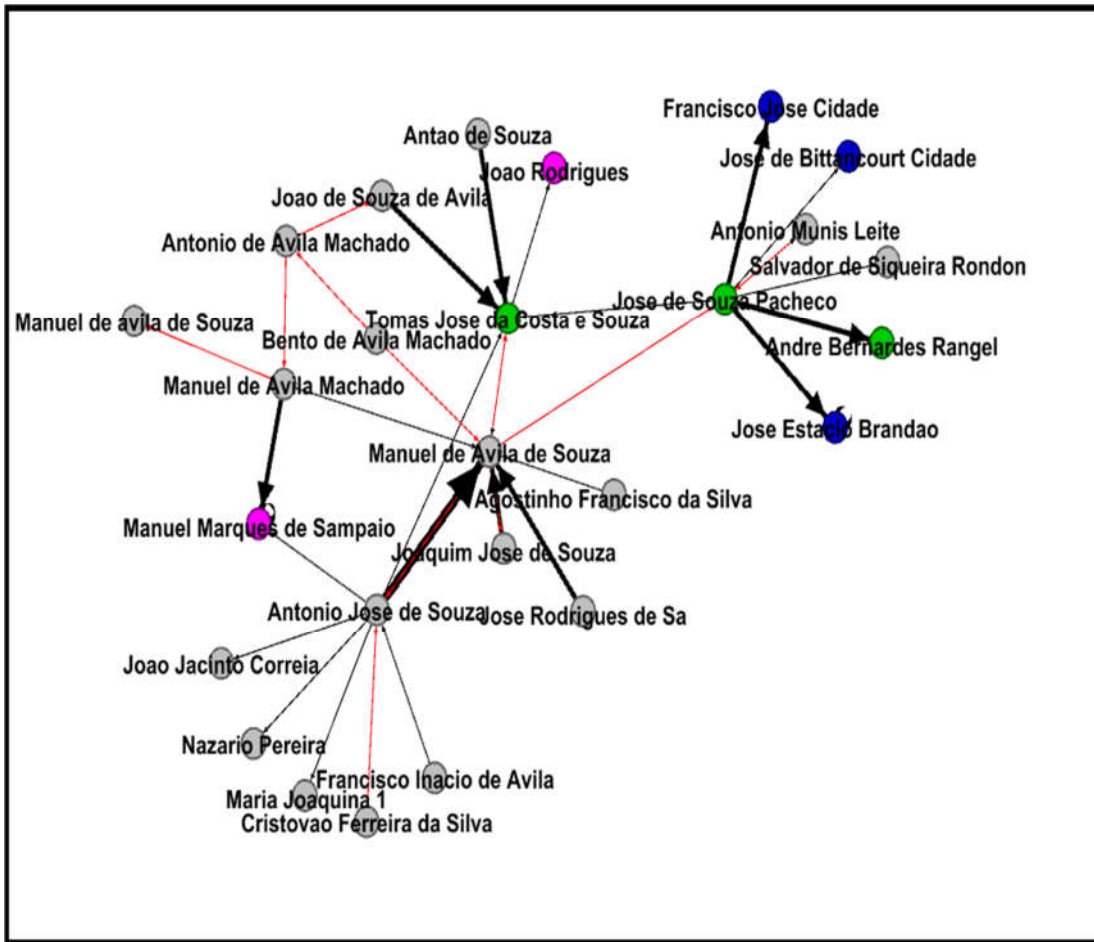 Francisco Jose Cidade
Antao de Souza
Jose de Bittancourt Cidade
Joao Rodrigues
Joao de Souza de Avila
Antonio Munis Leite
Antonio de Avila Machado
Salvador de Siqueira Rondon
Jose de Souza Pacheco
Manuel de avila de Souza
Tomas Jose da Costa e Souza
Bento de Avila Machado
Andre Bernardes Rangel
Manuel de Avila Machado
Jose Estacio Brandao
Manuel de Avila de Souza
Agostinho Francisco da Silva
Manuel Marques de Sampaio
Joaquim Jose de Souza
Antonio Jose de Souza
Jose Rodrigues de Sa
Joao Jacinto Correia
Nazario Pereira
Francisco Inacio de Avila
Maria Joaquina 1
Cristovao Ferreira da Silva